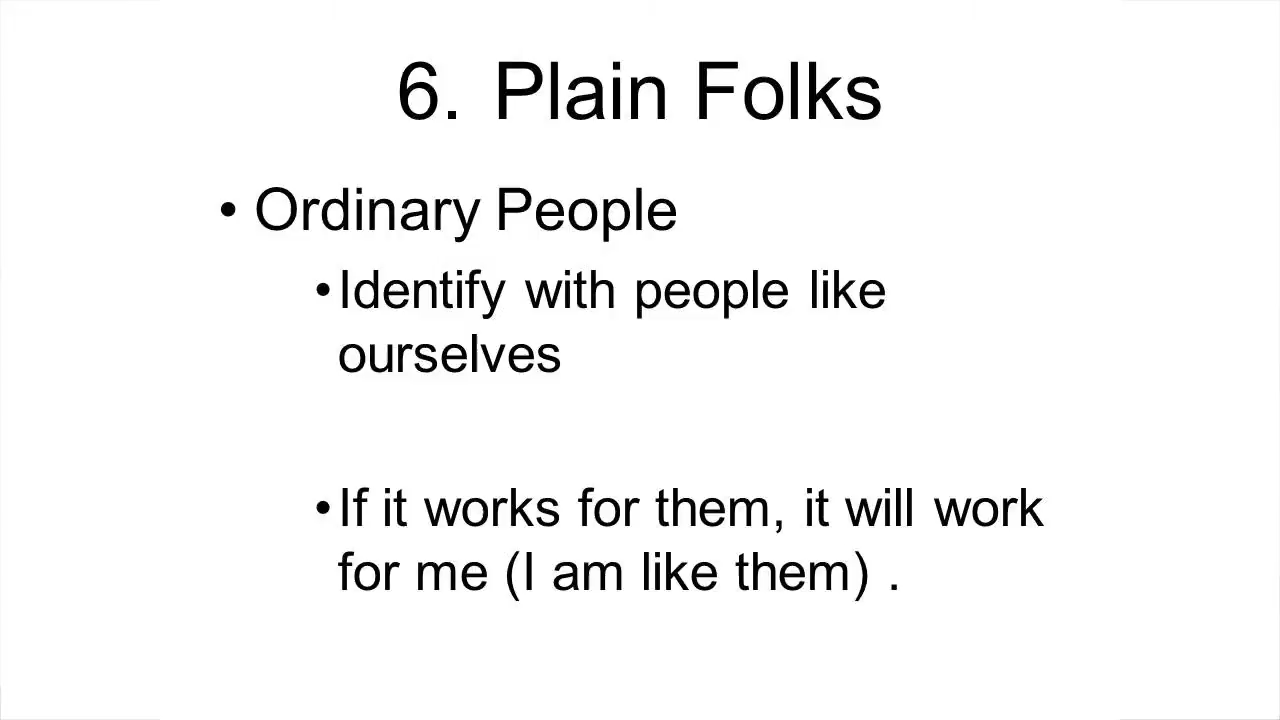 6. Plain Folks
• Ordinary People
•Identify with people like
ourselves
•If it works for them, it will work
for me (I am like them) .